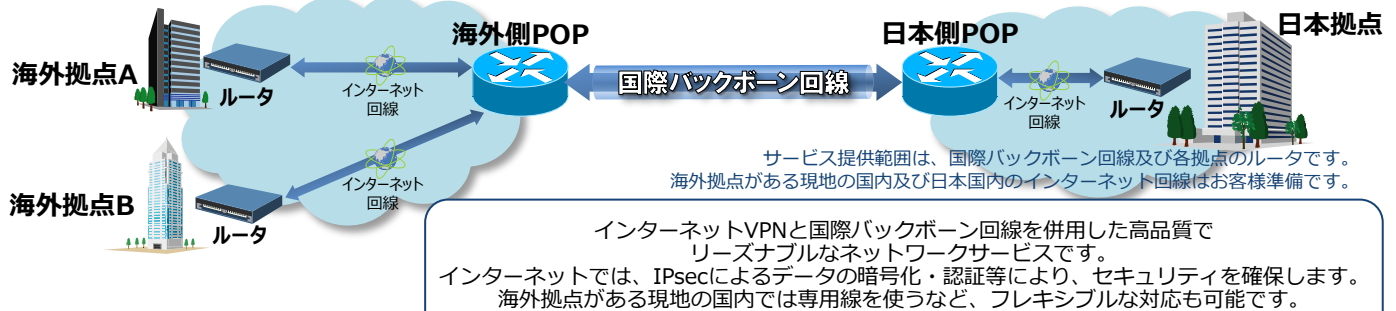 海外側POP
日本側POP
日本拠点
海外拠点A
ルータ
インターネット
回線
国際バックボーン回線
インターネット
回線
ルータ
サービス提供範囲は、国際バックボーン回線及び各拠点のルータです。
海外拠点がある現地の国内及び日本国内のインターネット回線はお客様準備です。
海外拠点B
ルータ
インターネット
回線
インターネットVPNと国際バックボーン回線を併用した高品質で
リーズナブルなネットワークサービスです。
インターネットでは、IPsecによるデータの暗号化・認証等により、セキュリティを確保します。
海外拠点がある現地の国内では専用線を使うなど、フレキシブルな対応も可能です。